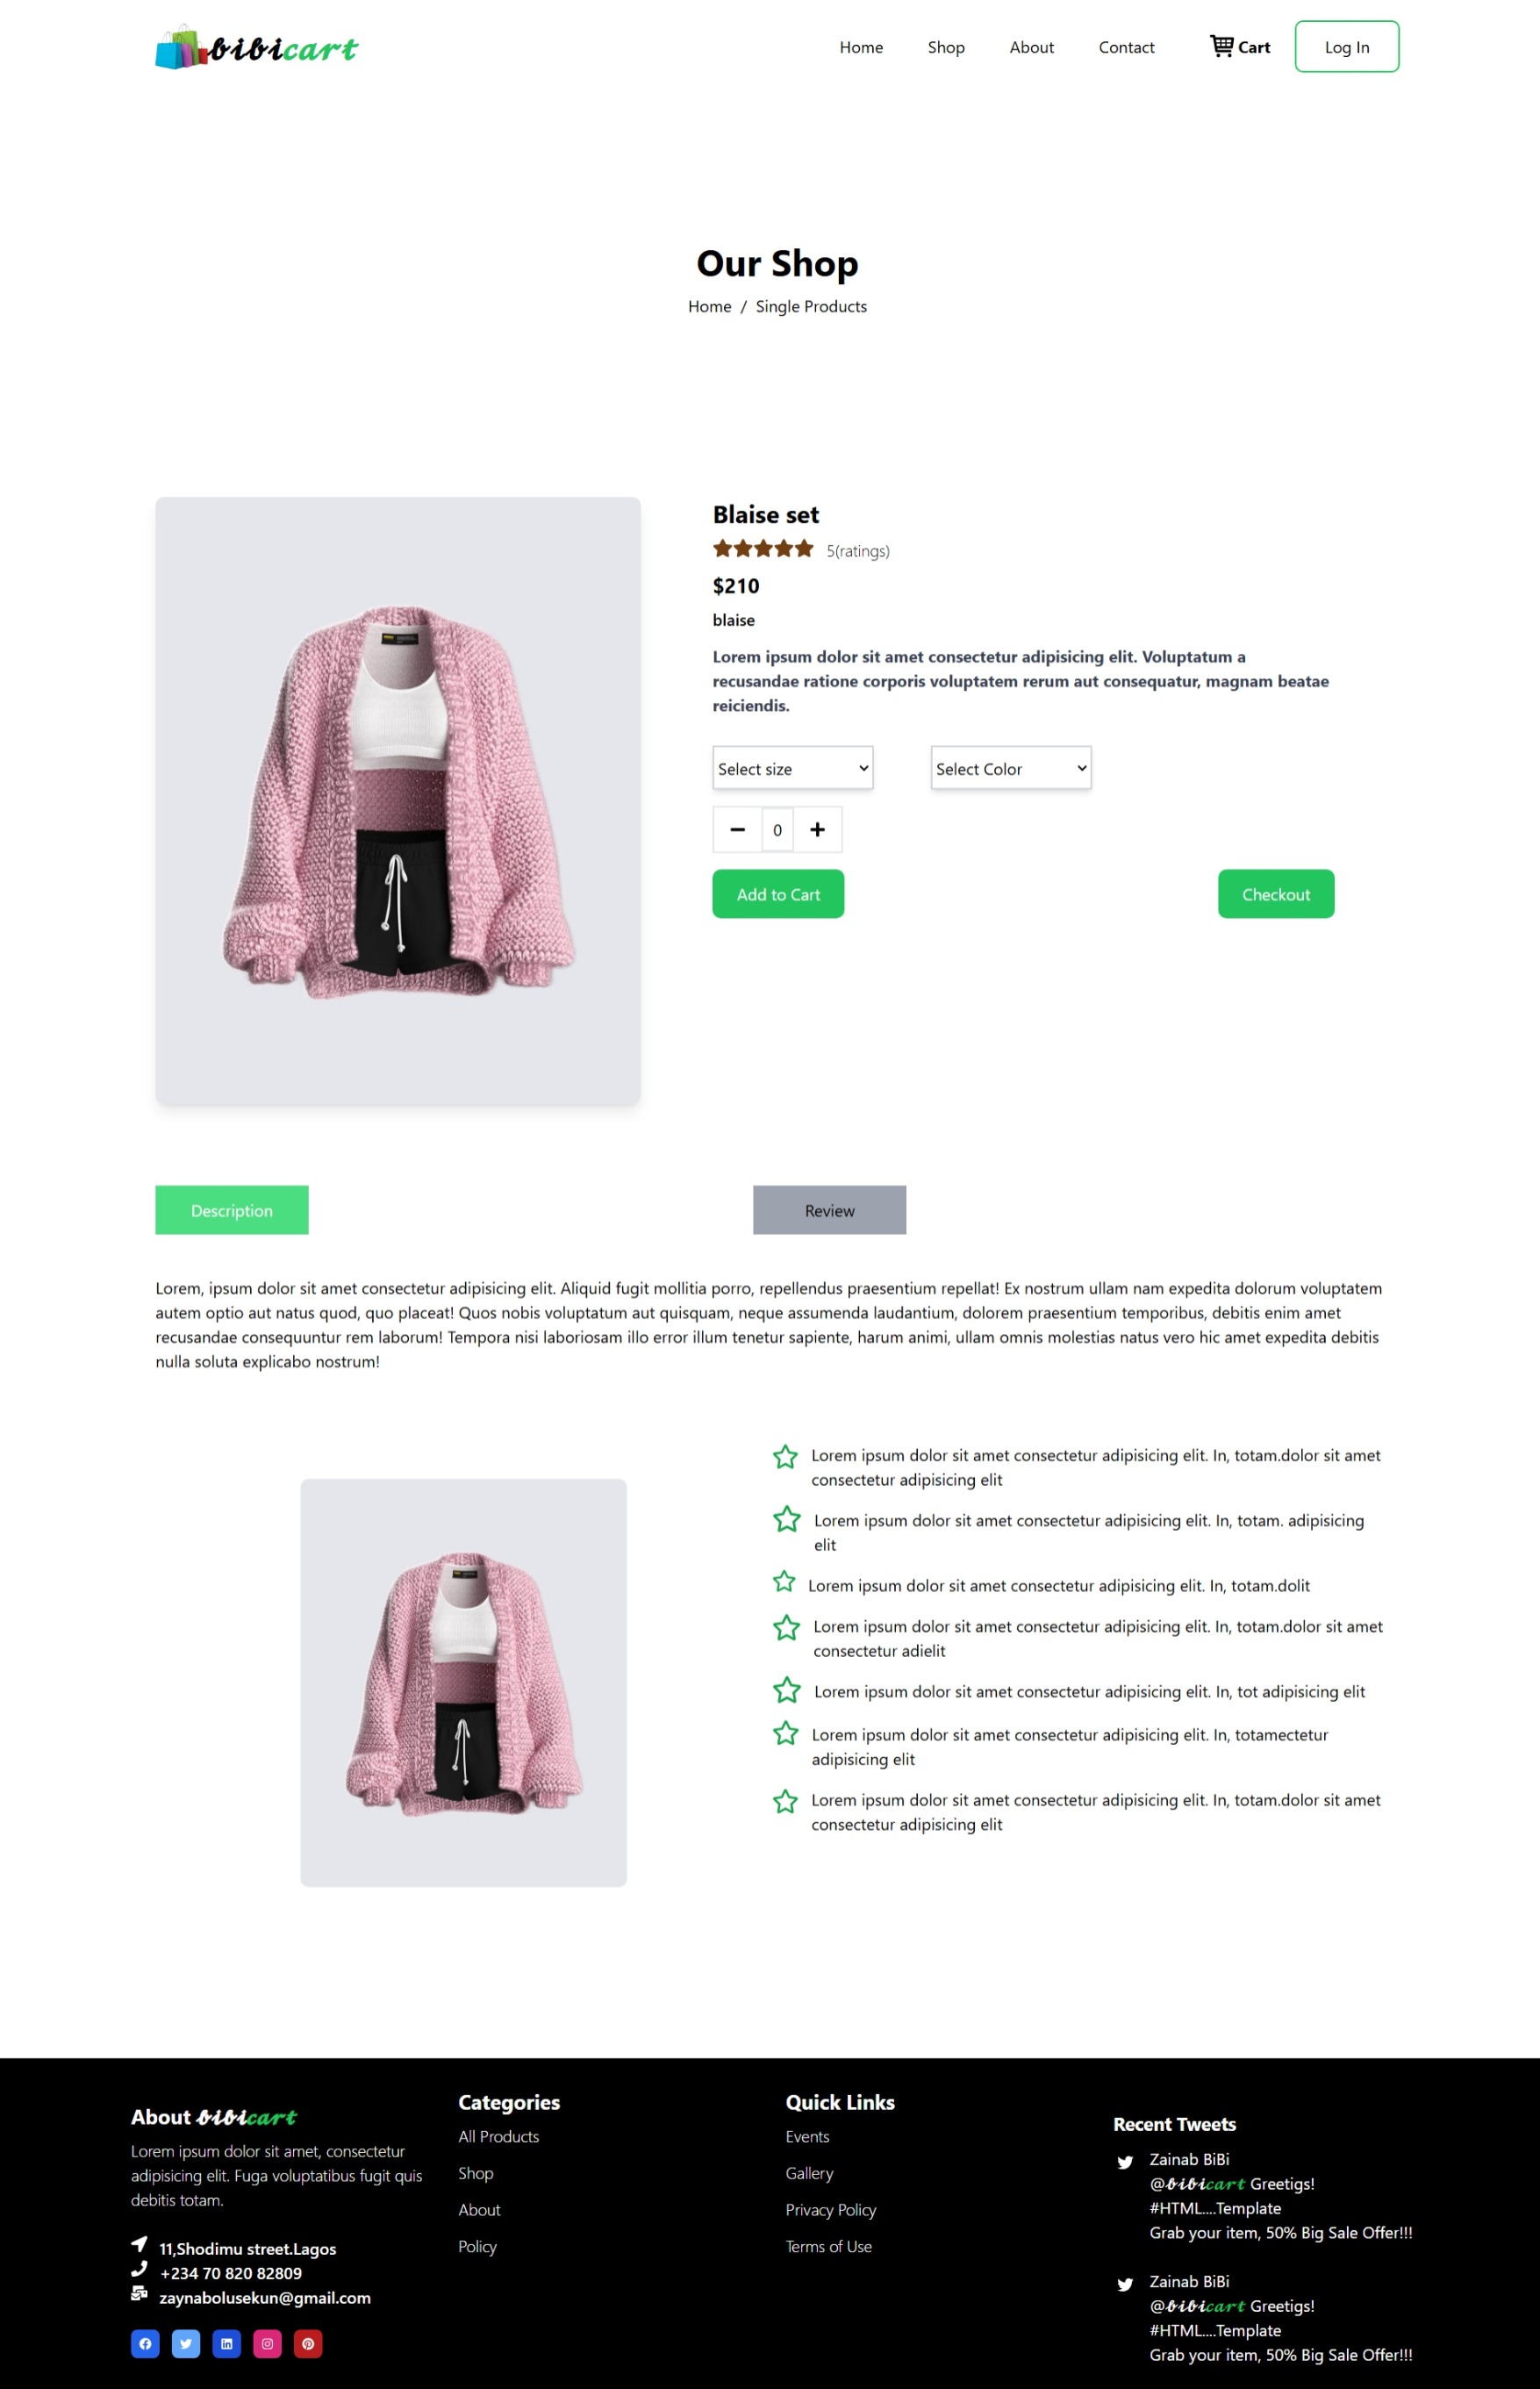 bibicart
Home Shop About Contact Cart Log In
Our Shop
Home / Single Products
Blaise set
5(ratings)
$210
blaise
Lorem ipsum dolor sit amet consectetur adipisicing elit. Voluptatum a
recusandae ratione corporis voluptatem rerum aut consequatur, magnam beatae
reiciendis.
Select size Select Color
0
Add to Cart Checkout
Description Review
Lorem, ipsum dolor sit amet consectetur adipisicing elit. Aliquid fugit mollitia porro, repellendus praesentium repellat! Ex nostrum ullam nam expedita dolorum voluptatem
autem optio aut natus quod, quo placeat! Quos nobis voluptatum aut quisquam, neque assumenda laudantium, dolorem praesentium temporibus, debitis enim amet
recusandae consequuntur rem laborum! Tempora nisi laboriosam illo error illum tenetur sapiente, harum animi, ullam omnis molestias natus vero hic amet expedita debitis
nulla soluta explicabo nostrum!
Lorem ipsum dolor sit amet consectetur adipisicing elit. In, totam.dolor sit amet
consectetur adipisicing elit
Lorem ipsum dolor sit amet consectetur adipisicing elit. In, totam. adipisicing
elit
Lorem ipsum dolor sit amet consectetur adipisicing elit. In, totam.dolit
Lorem ipsum dolor sit amet consectetur adipisicing elit. In, totam.dolor sit amet
consectetur adielit
Lorem ipsum dolor sit amet consectetur adipisicing elit. In, tot adipisicing elit
Lorem ipsum dolor sit amet consectetur adipisicing elit. In, totamectetur
adipisicing elit
Lorem ipsum dolor sit amet consectetur adipisicing elit. In, totam.dolor sit amet
consectetur adipisicing elit
About bibicart
Lorem ipsum dolor sit amet, consectetur
adipisicing elit. Fuga voluptatibus fugit quis
debitis totam.
11,Shodimu street.Lagos
+234 70 820 82809
zaynabolusekun@gmail.com
Categories
All Products
Shop
About
Policy
Quick Links
Events
Gallery
Privacy Policy
Terms of Use
Recent Tweets
Zainab BiBi
@bibicart Greetigs!
#HTML....Template
Grab your item, 50% Big Sale Offer!!!
Zainab BiBi
@bibicart Greetigs!
#HTML....Template
Grab your item, 50% Big Sale Offer!!!